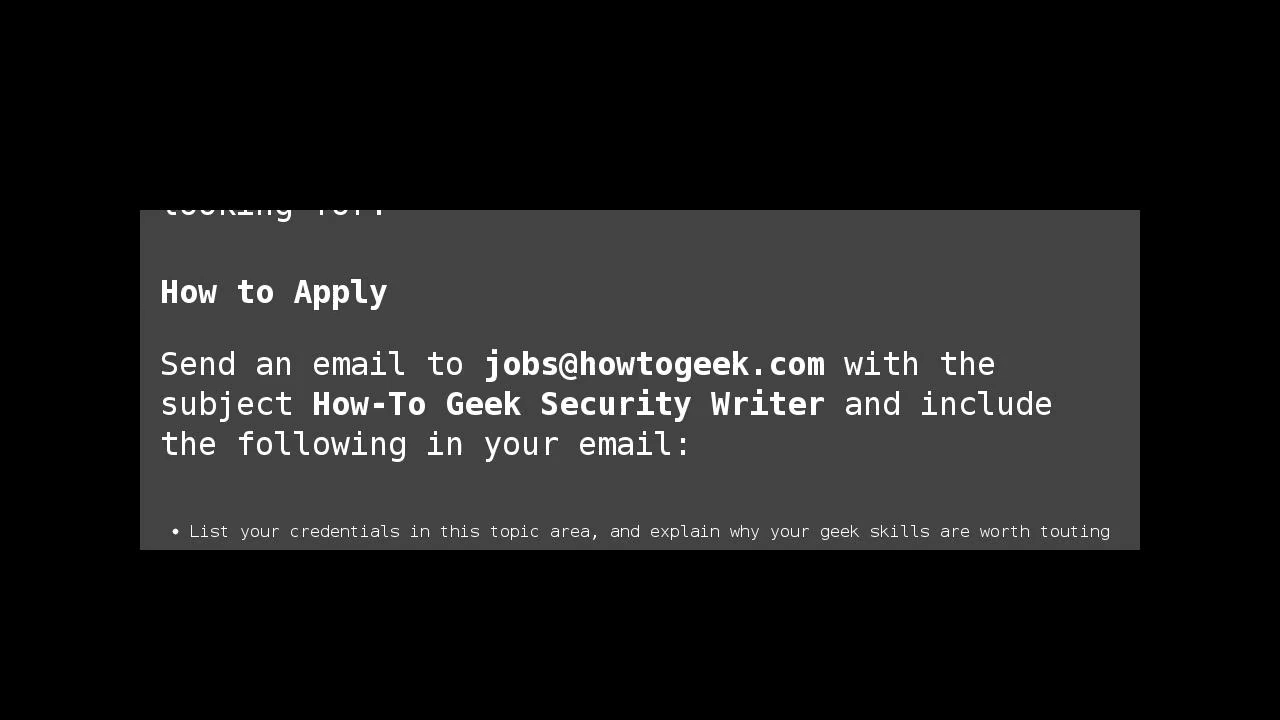 looking for.
How to Apply
Send an email to jobs@howtogeek.com with the
subject How-To Geek Security Writer and include
the following in your email:
• List your credentials in this topic area, and explain why your geek skills are worth touting